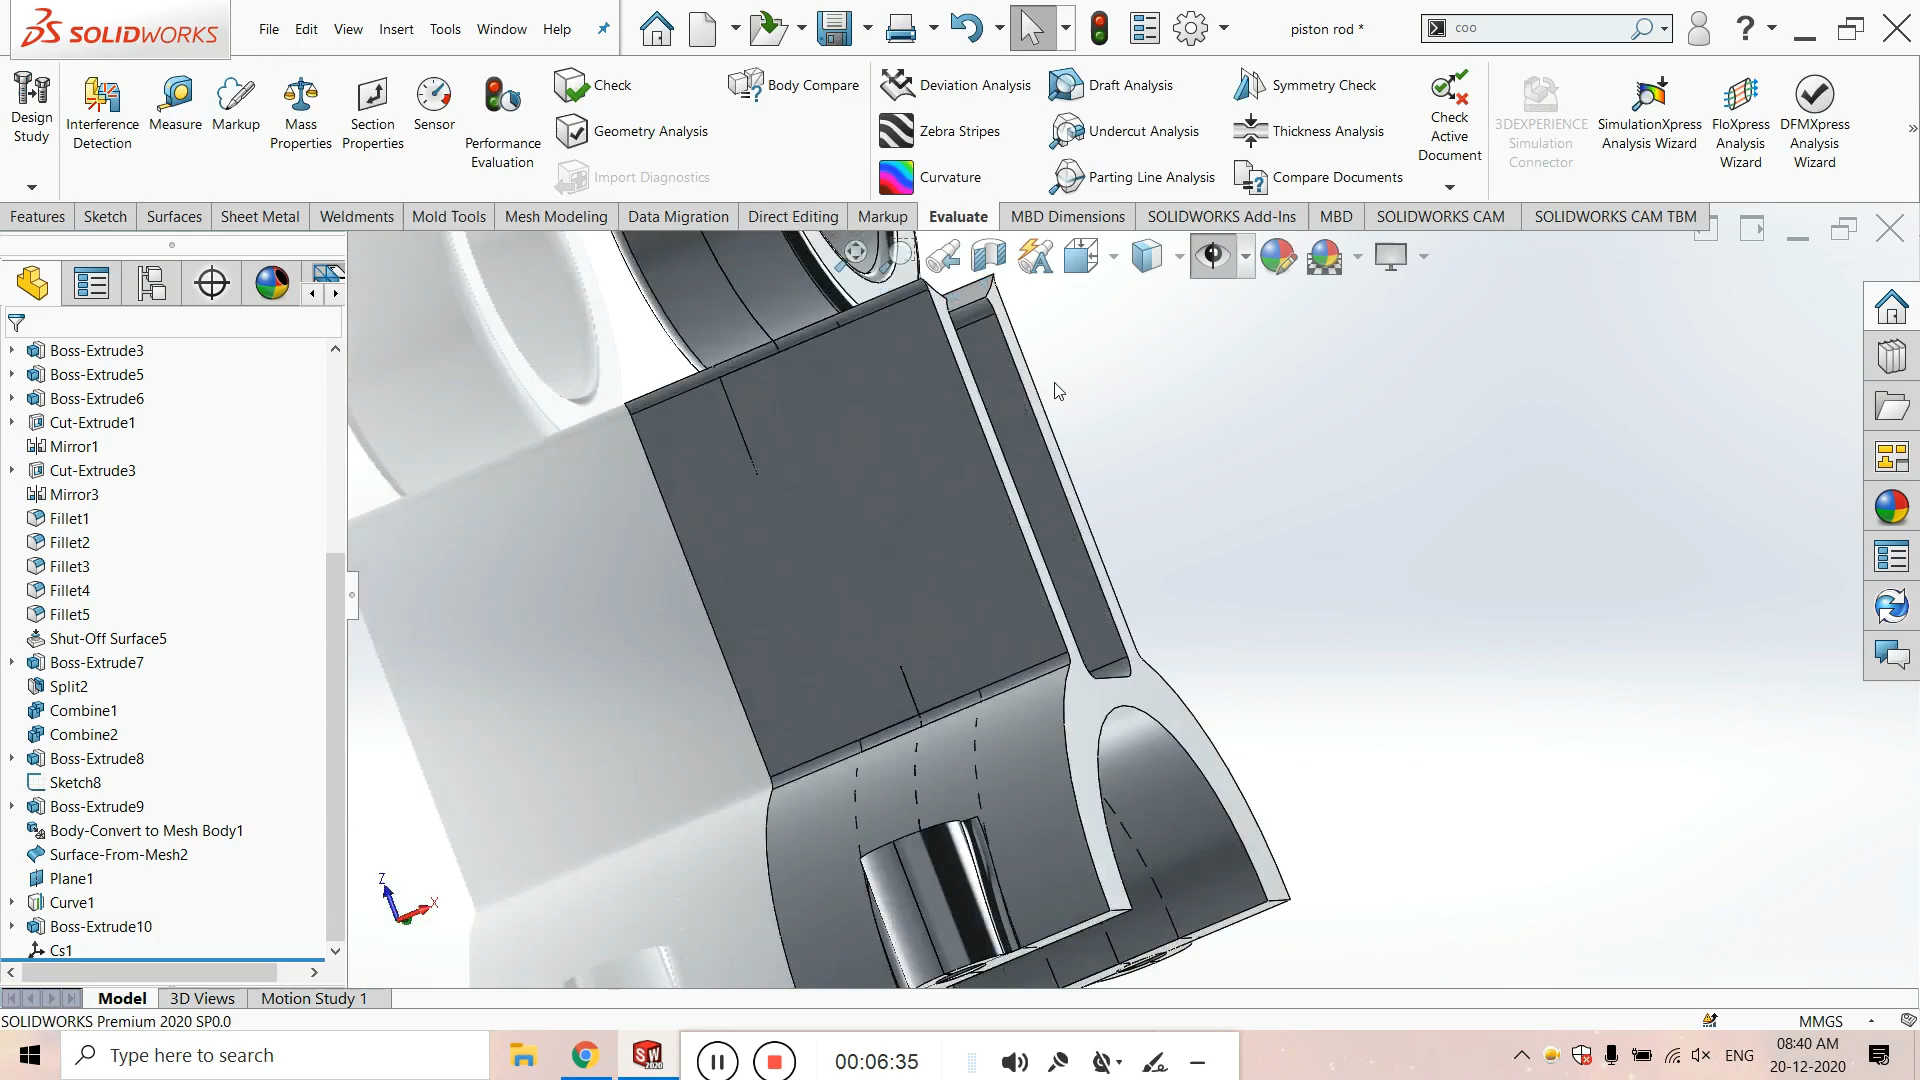 SOLIDWORKS File Edit View Insert Tools Window Help piston rod * coo ?
Design Study
Interference Detection
Measure
Markup
Mass Properties
Section Properties
Sensor
Performance Evaluation
Check
Geometry Analysis
Import Diagnostics
Body Compare
Deviation Analysis
Zebra Stripes
Curvature
Draft Analysis
Undercut Analysis
Parting Line Analysis
Symmetry Check
Thickness Analysis
Compare Documents
Check Active Document
3DEXPERIENCE Simulation Connector
SimulationXpress Analysis Wizard
FloXpress Analysis Wizard
DFMXpress Analysis Wizard
Features Sketch Surfaces Sheet Metal Weldments Mold Tools Mesh Modeling Data Migration Direct Editing Markup Evaluate MBD Dimensions SOLIDWORKS Add-Ins MBD SOLIDWORKS CAM SOLIDWORKS CAM TBM
Boss-Extrude3
Boss-Extrude5
Boss-Extrude6
Cut-Extrude1
Mirror1
Cut-Extrude3
Mirror3
Fillet1
Fillet2
Fillet3
Fillet4
Fillet5
Shut-Off Surface5
Boss-Extrude7
Split2
Combine1
Combine2
Boss-Extrude8
Sketch8
Boss-Extrude9
Body-Convert to Mesh Body1
Surface-From-Mesh2
Plane1
Curve1
Boss-Extrude10
Cs1
Z
X
Model 3D Views Motion Study 1
SOLIDWORKS Premium 2020 SP0.0 MMGS
Type here to search SW 2020 00:06:35 ENG 08:40 AM
20-12-2020